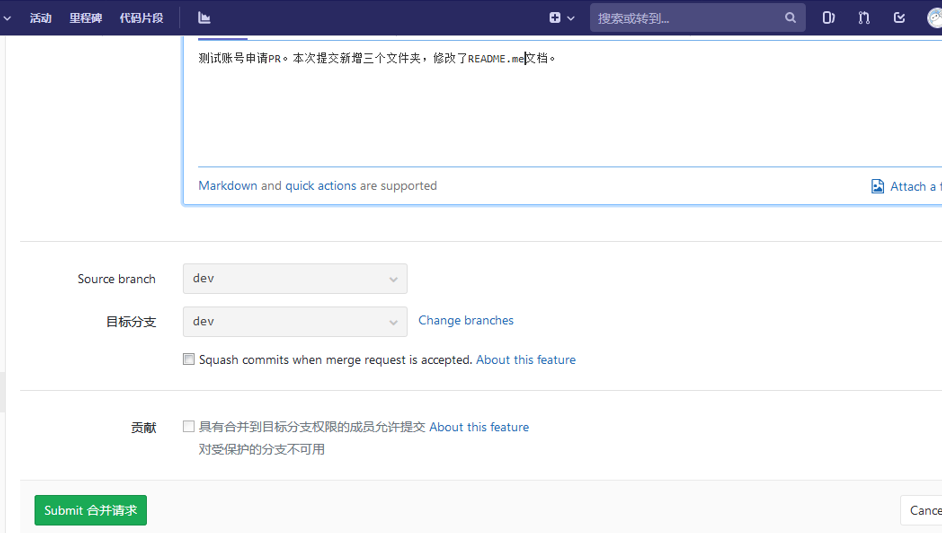 活动 里程碑 代码片段 搜索或转到...
测试账号申请PR。本次提交新增三个文件夹，修改了README.me文档。
Markdown and quick actions are supported Attach a f
Source branch dev
目标分支 dev Change branches
Squash commits when merge request is accepted. About this feature
贡献 具有合并到目标分支权限的成员允许提交 About this feature
对受保护的分支不可用
Submit 合并请求 Cance